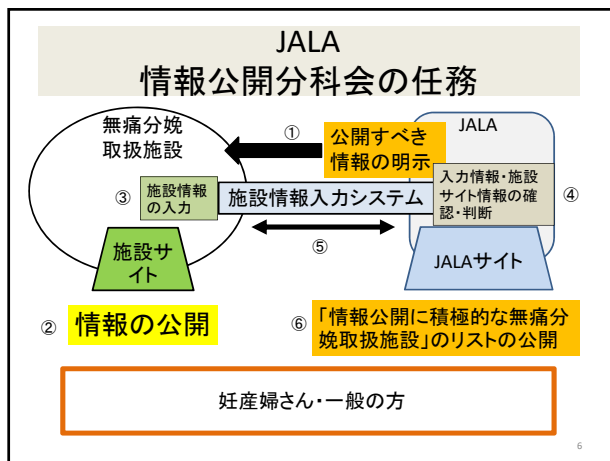 JALA
情報公開分科会の任務
無痛分娩
取扱施設
①
公開すべき
情報の明示
JALA
③
施設情報
の入力
施設情報入力システム
入力情報・施設
サイト情報の確
認・判断
④
⑤
施設サ
イト
JALAサイト
②
情報の公開
⑥
「情報公開に積極的な無痛分
娩取扱施設」のリストの公開
妊産婦さん・一般の方
6